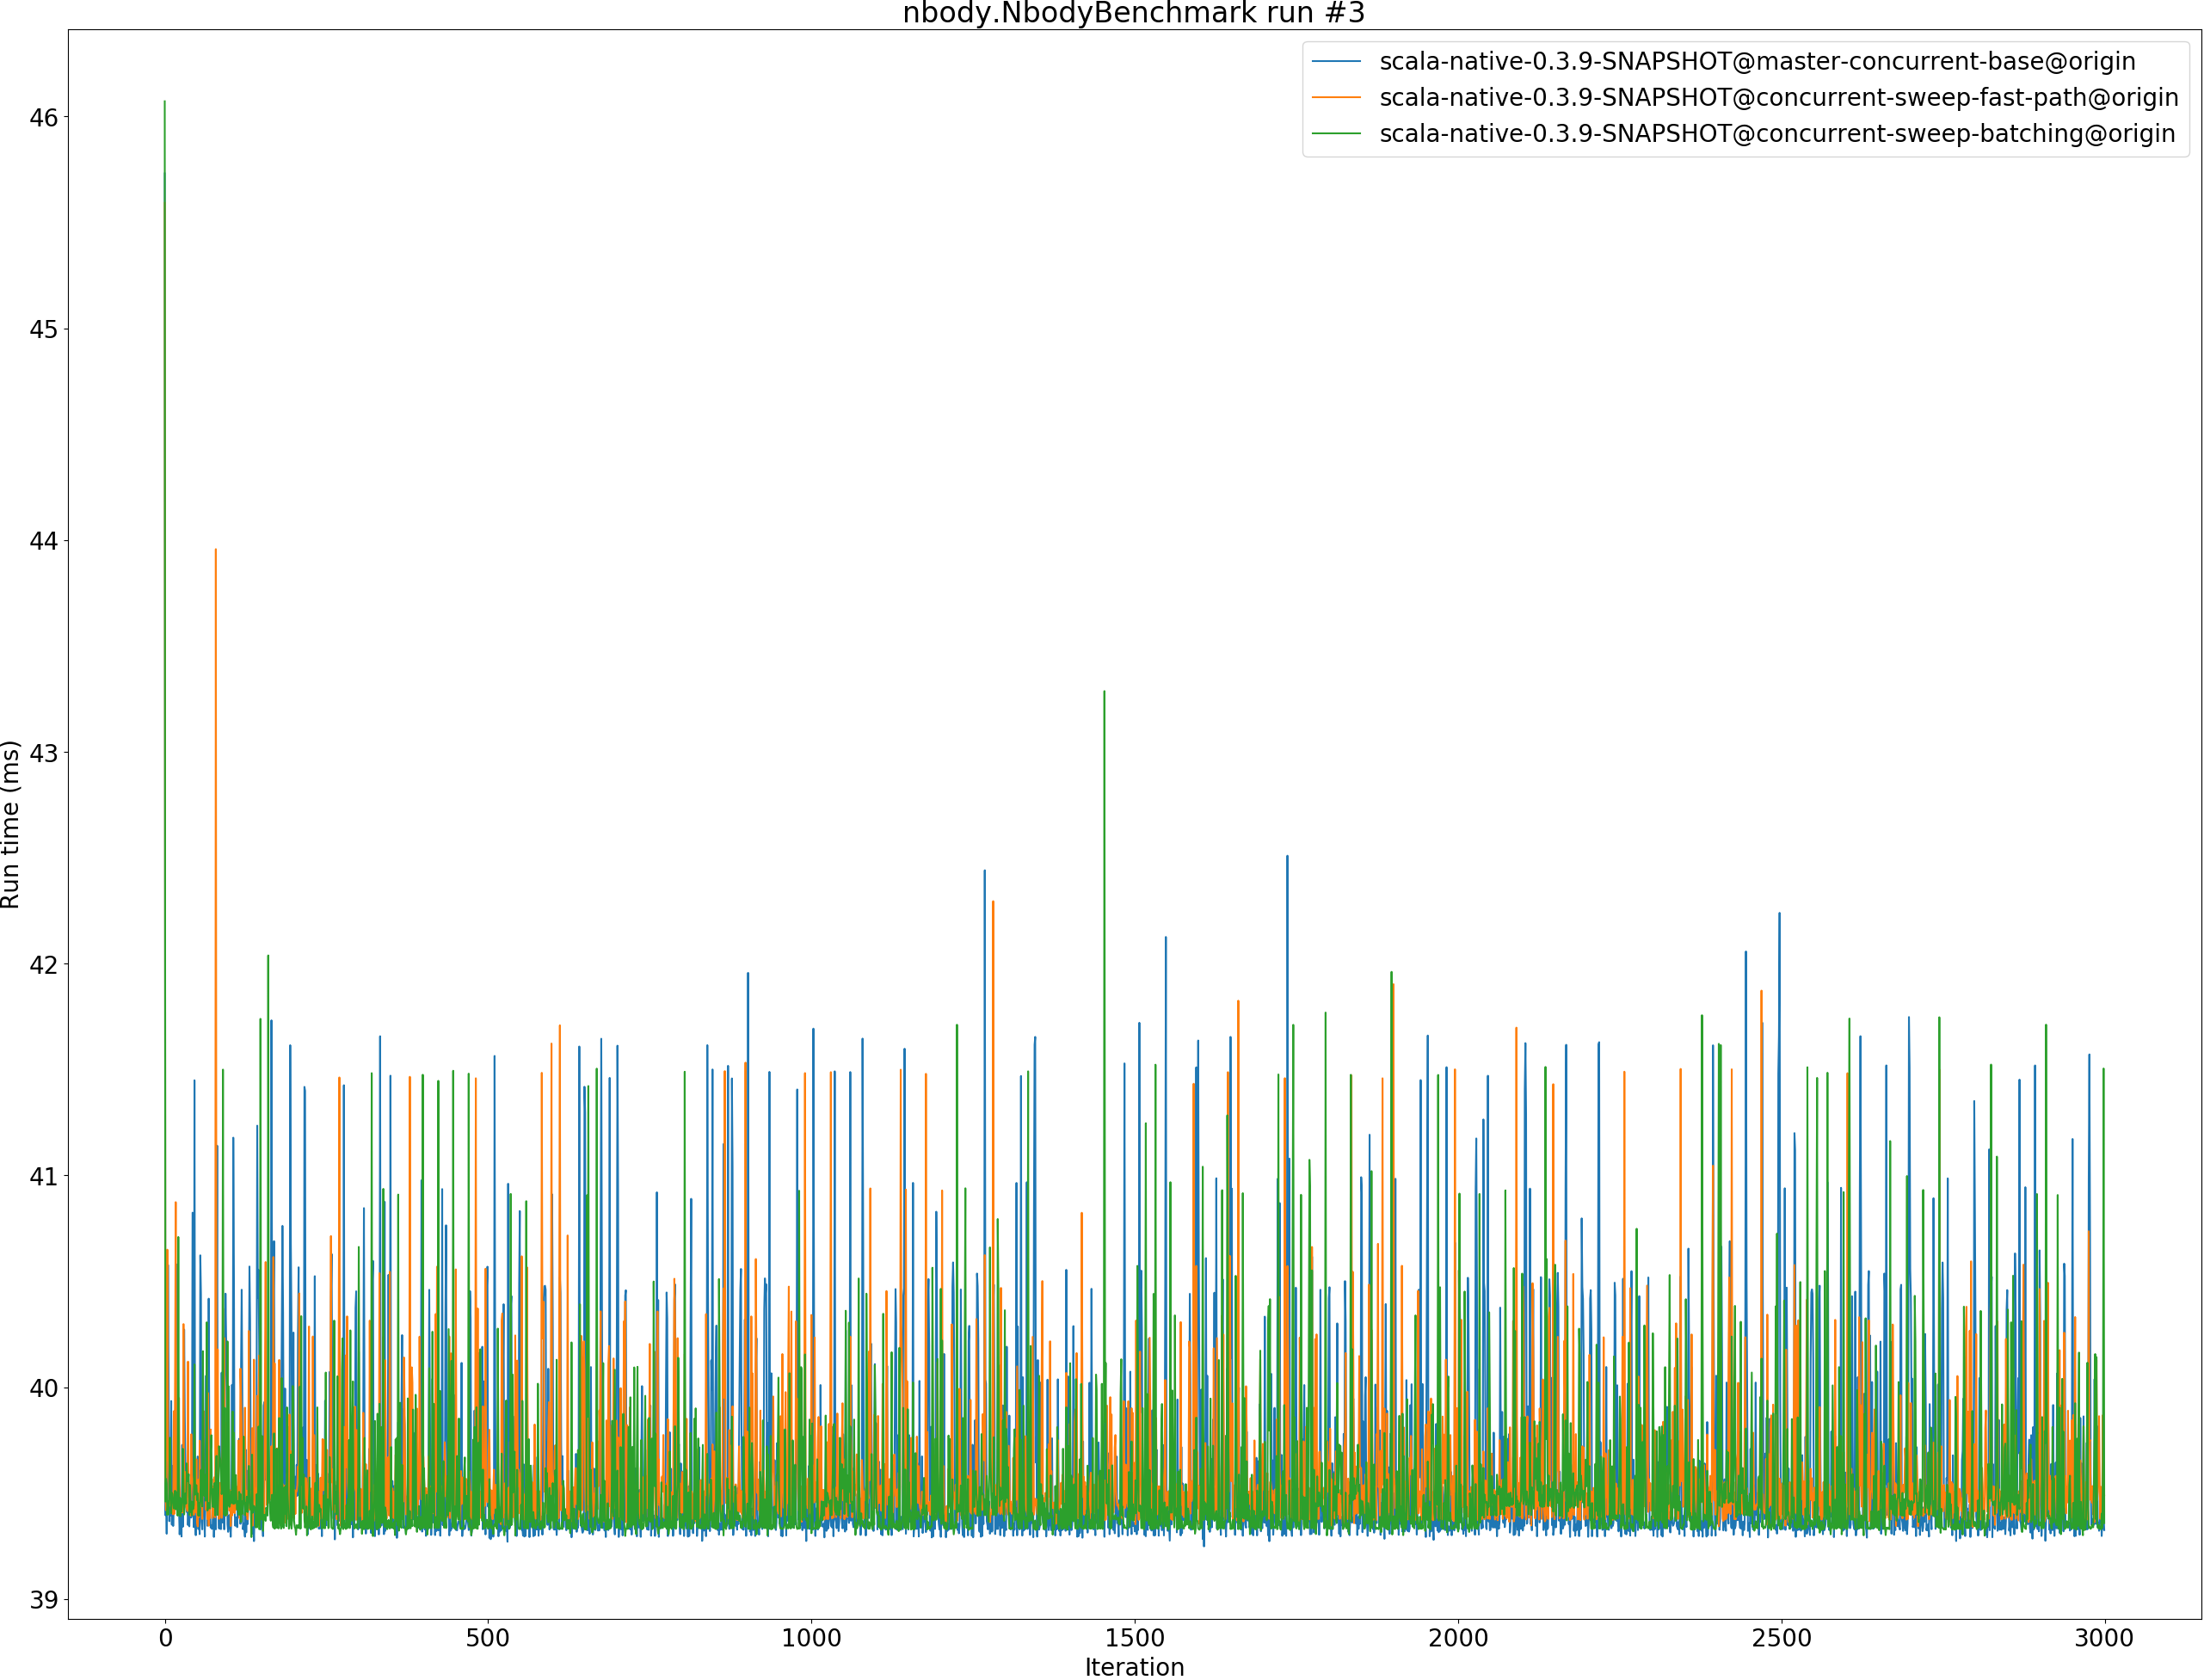 nbody.NbodyBenchmark run #3
scala-native-0.3.9-SNAPSHOT@master-concurrent-base@origin
scala-native-0.3.9-SNAPSHOT@concurrent-sweep-fast-path@origin
scala-native-0.3.9-SNAPSHOT@concurrent-sweep-batching@origin
46
45
44
43
42
41
40
39
Run time (ms)
0 500 1000 1500 2000 2500 3000
Iteration